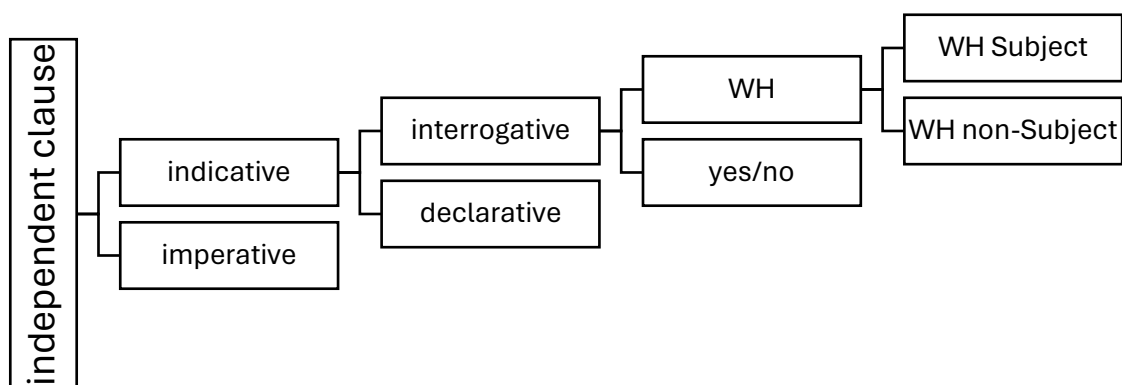 independent clause
indicative
imperative
interrogative
declarative
WH
yes/no
WH Subject
WH non-Subject